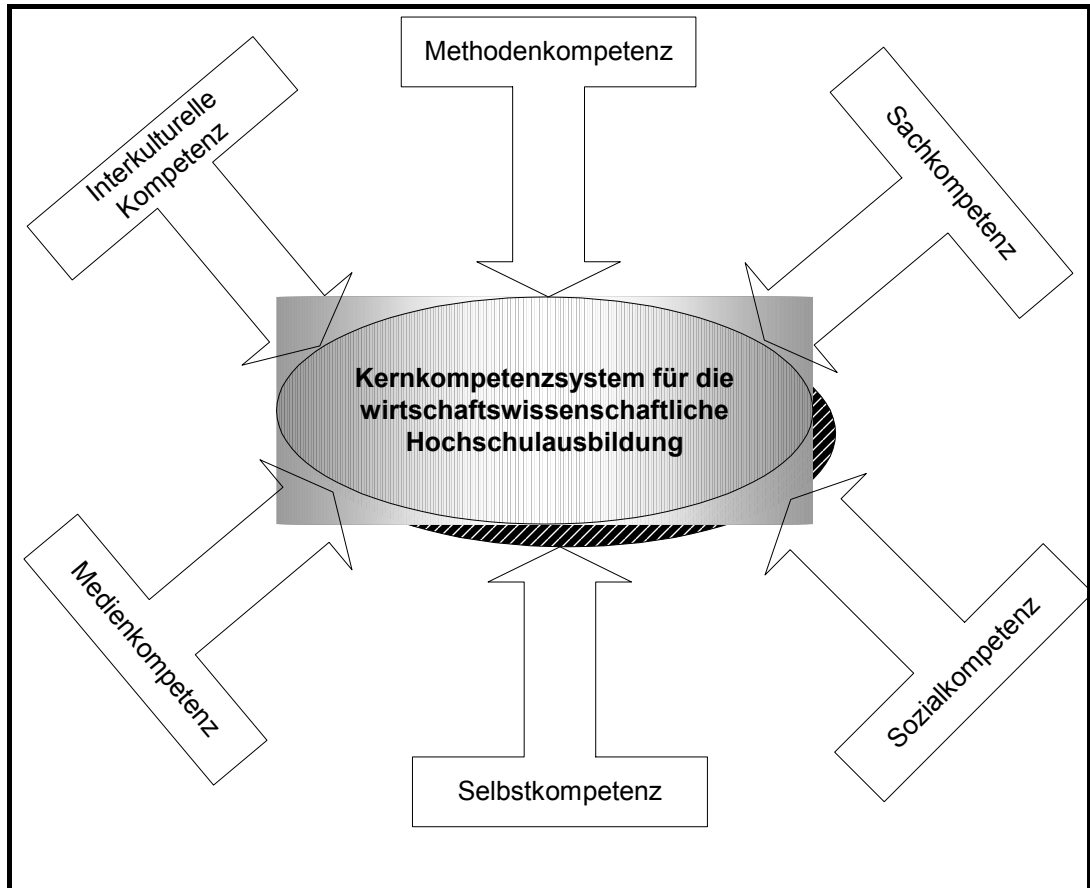 Methodenkompetenz
Interkulturelle
Kompetenz
Sachkompetenz
Kernkompetenzsystem für die
wirtschaftswissenschaftliche
Hochschulausbildung
Medienkompetenz
Sozialkompetenz
Selbstkompetenz